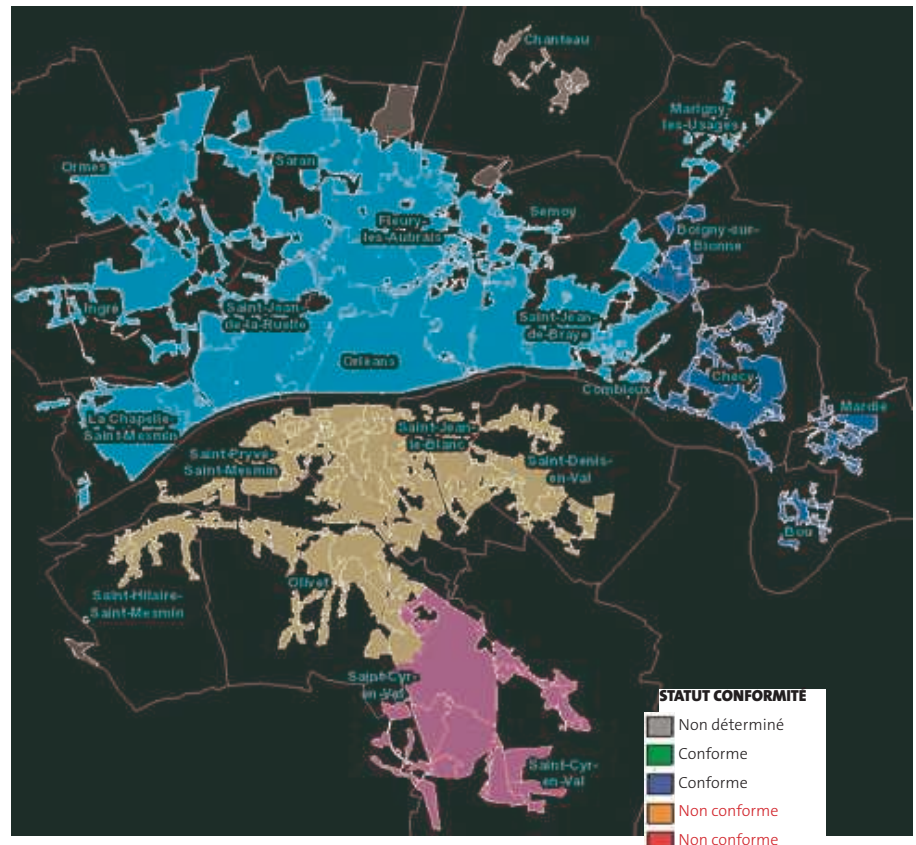 Chanteau
Marigny-
les-Usages
Ormes
Saran
Fleury-
les-Aubrais
Semoy
Boigny-sur-
Bionne
Ingré
Saint-Jean-
de-la-Ruelle
Saint-Jean-
de-Braye
Orléans
Checy
Combleux
Mardié
La Chapelle-
Saint-Mesmin
Saint-Jean-
le-Blanc
Saint-Pryvé-
Saint-Mesmin
Saint-Denis-
en-Val
Bou
Olivet
Saint-Hilaire-
Saint-Mesmin
Saint-Cyr-
en-Val
Saint-Cyr-
en-Val
STATUT CONFORMITÉ
Non déterminé
Conforme
Conforme
Non conforme
Non conforme